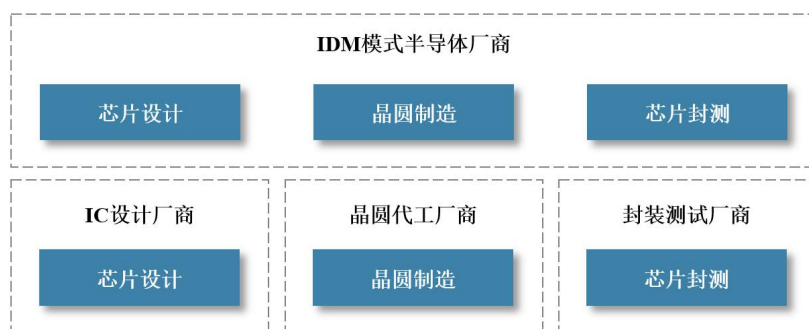 IDM模式半导体厂商
芯片设计
晶圆制造
芯片封测
IC设计厂商
晶圆代工厂商
封装测试厂商
芯片设计
晶圆制造
芯片封测